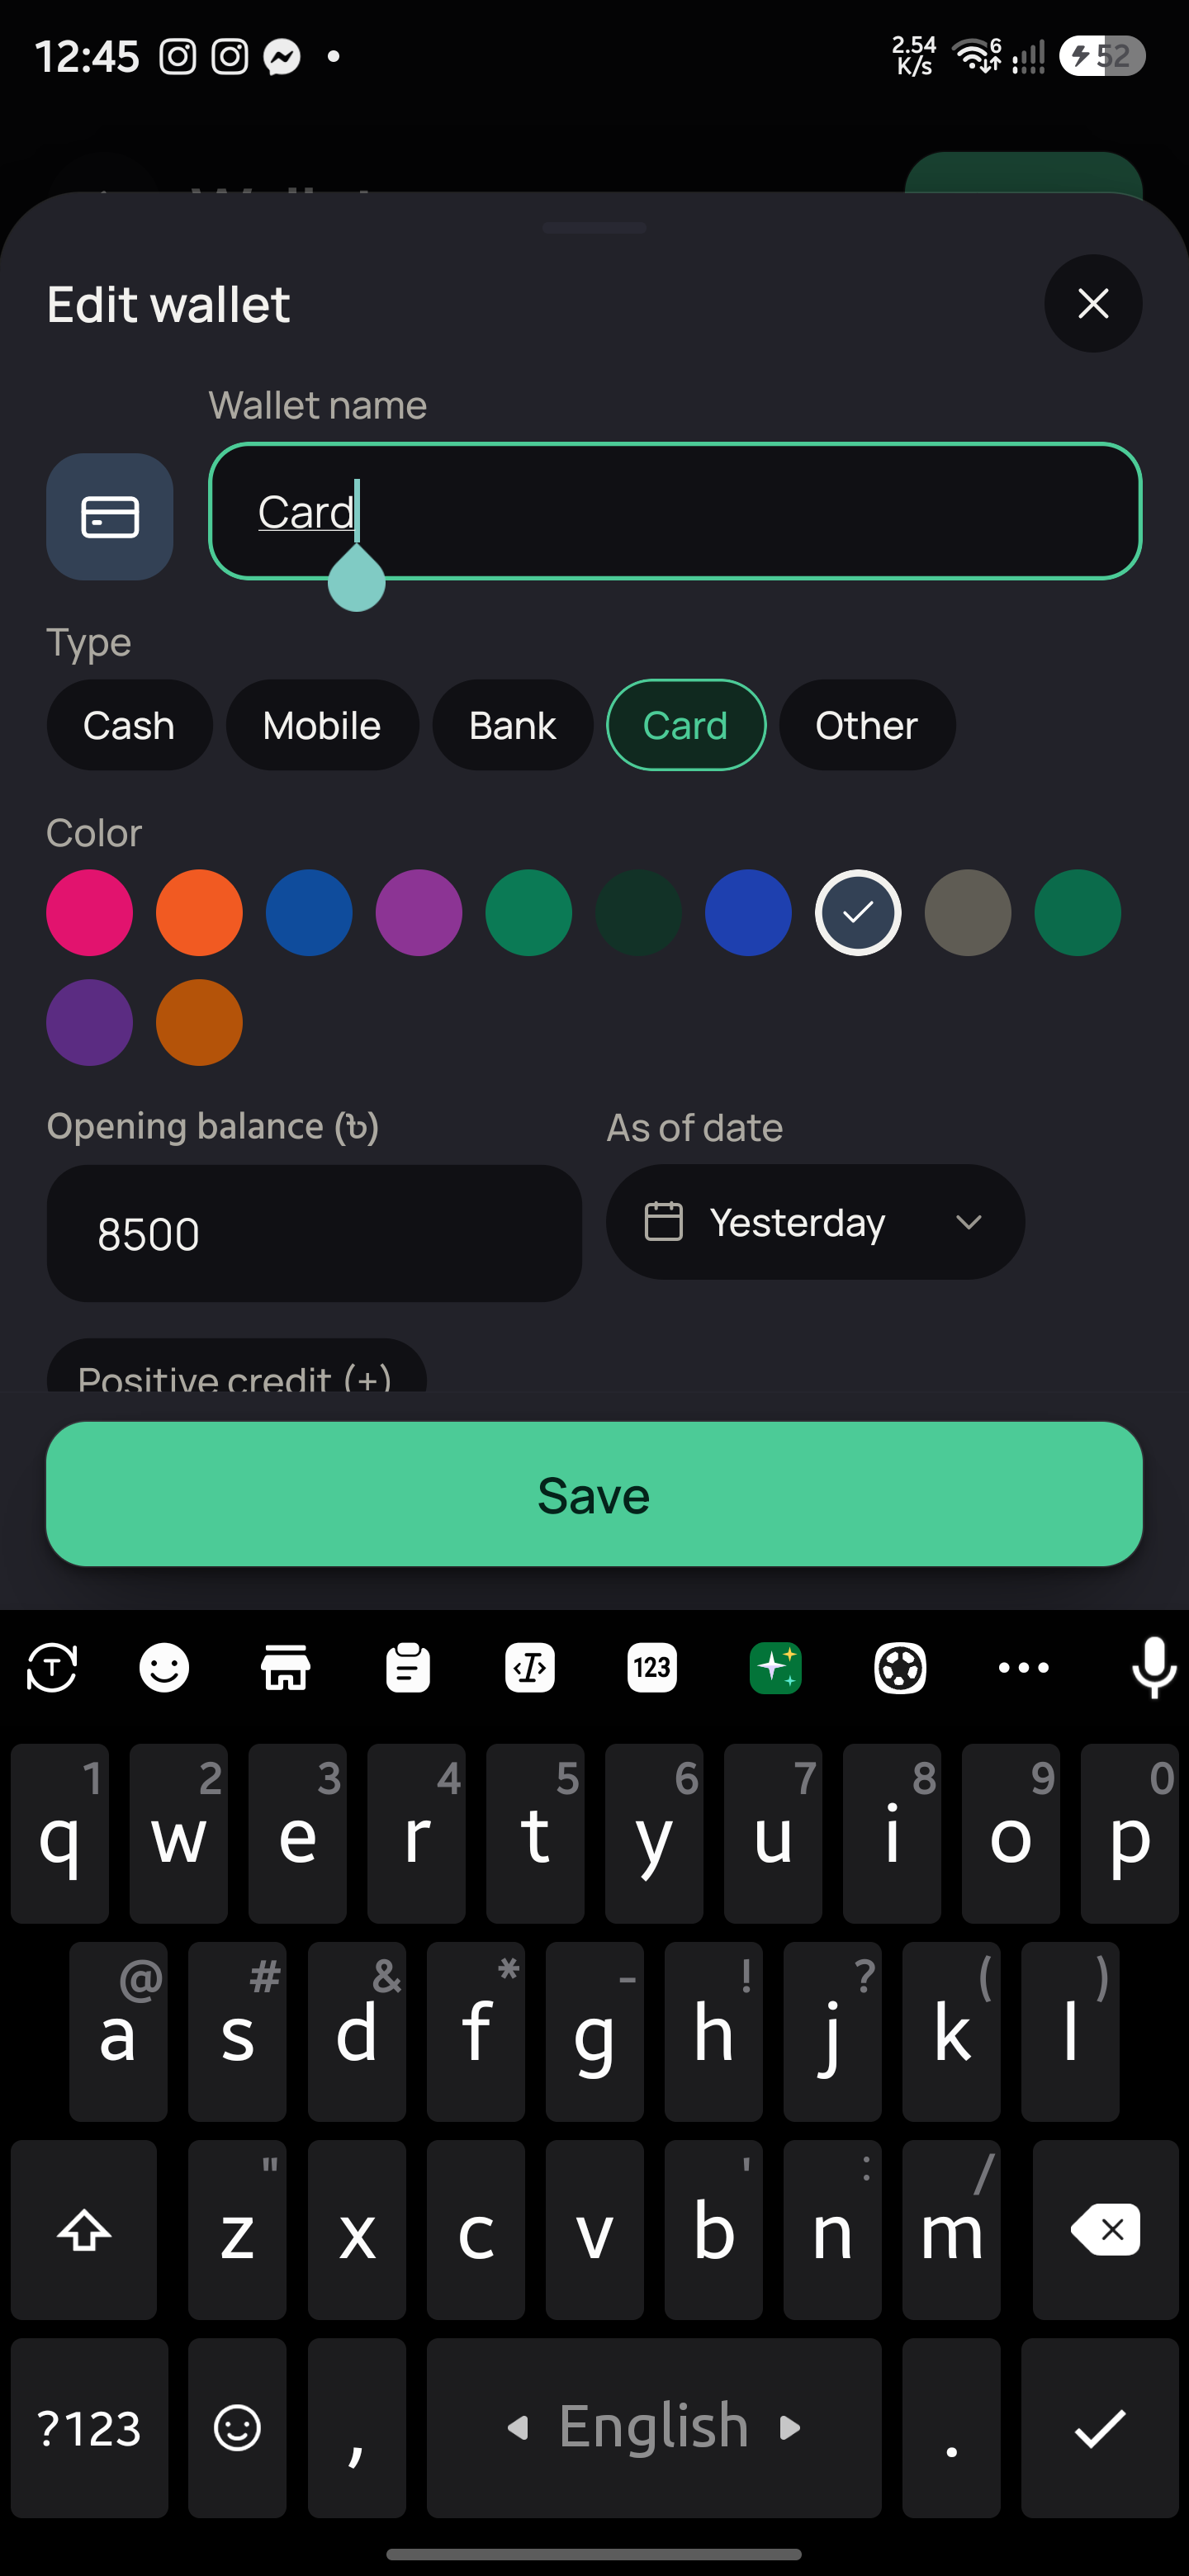 12:45
2.54 K/s
6
52
Edit wallet
Wallet name
Card
Type
Cash Mobile Bank Card Other
Color
Opening balance (৳) As of date
8500 Yesterday
Positive credit (+)
Save
T 123
1 2 3 4 5 6 7 8 9 0
q w e r t y u i o p
@ # & * - ! ? ( )
a s d f g h j k l
" ' : /
z x c v b n m
?123 , English .